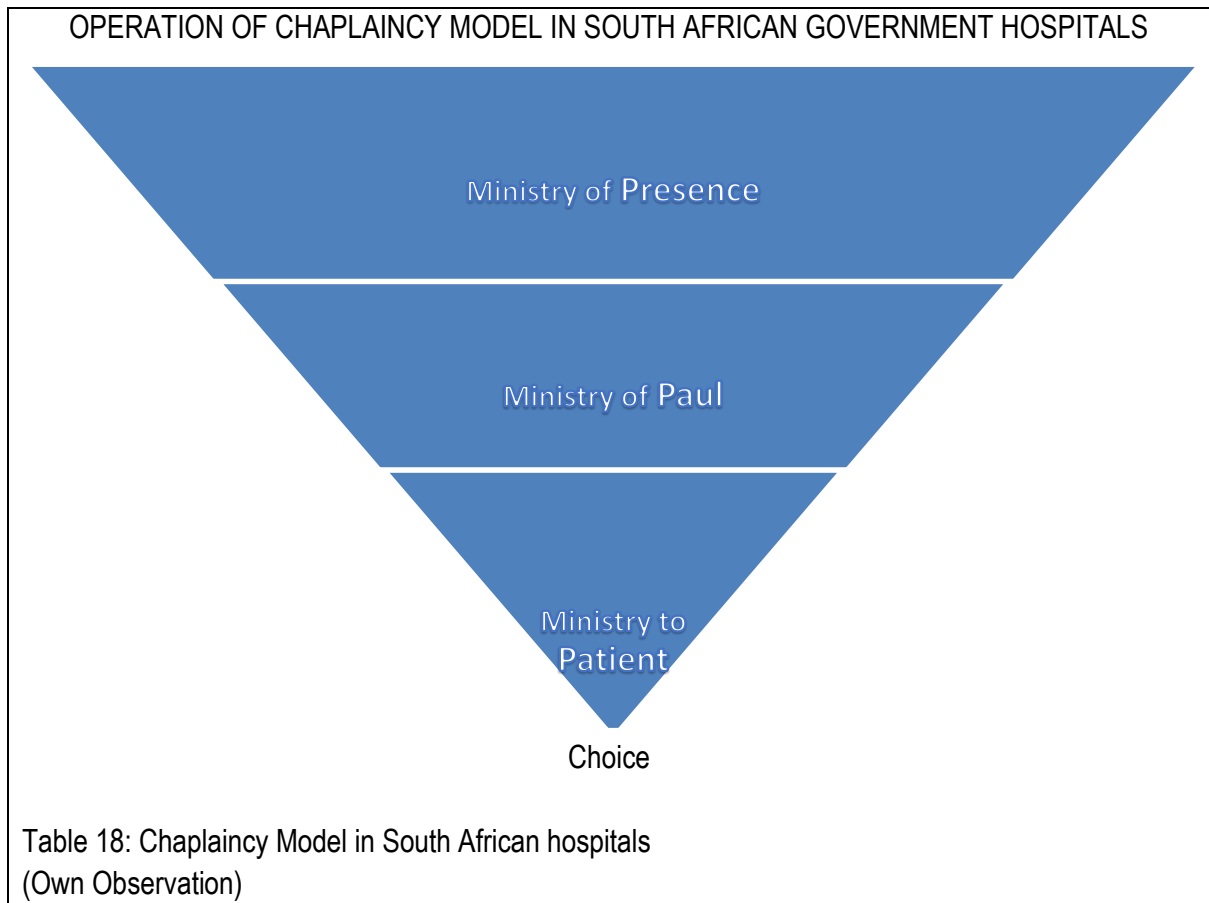 OPERATION OF CHAPLAINCY MODEL IN SOUTH AFRICAN GOVERNMENT HOSPITALS
Ministry of Presence
Ministry of Paul
Ministry to
Patient
Choice
Table 18: Chaplaincy Model in South African hospitals
(Own Observation)